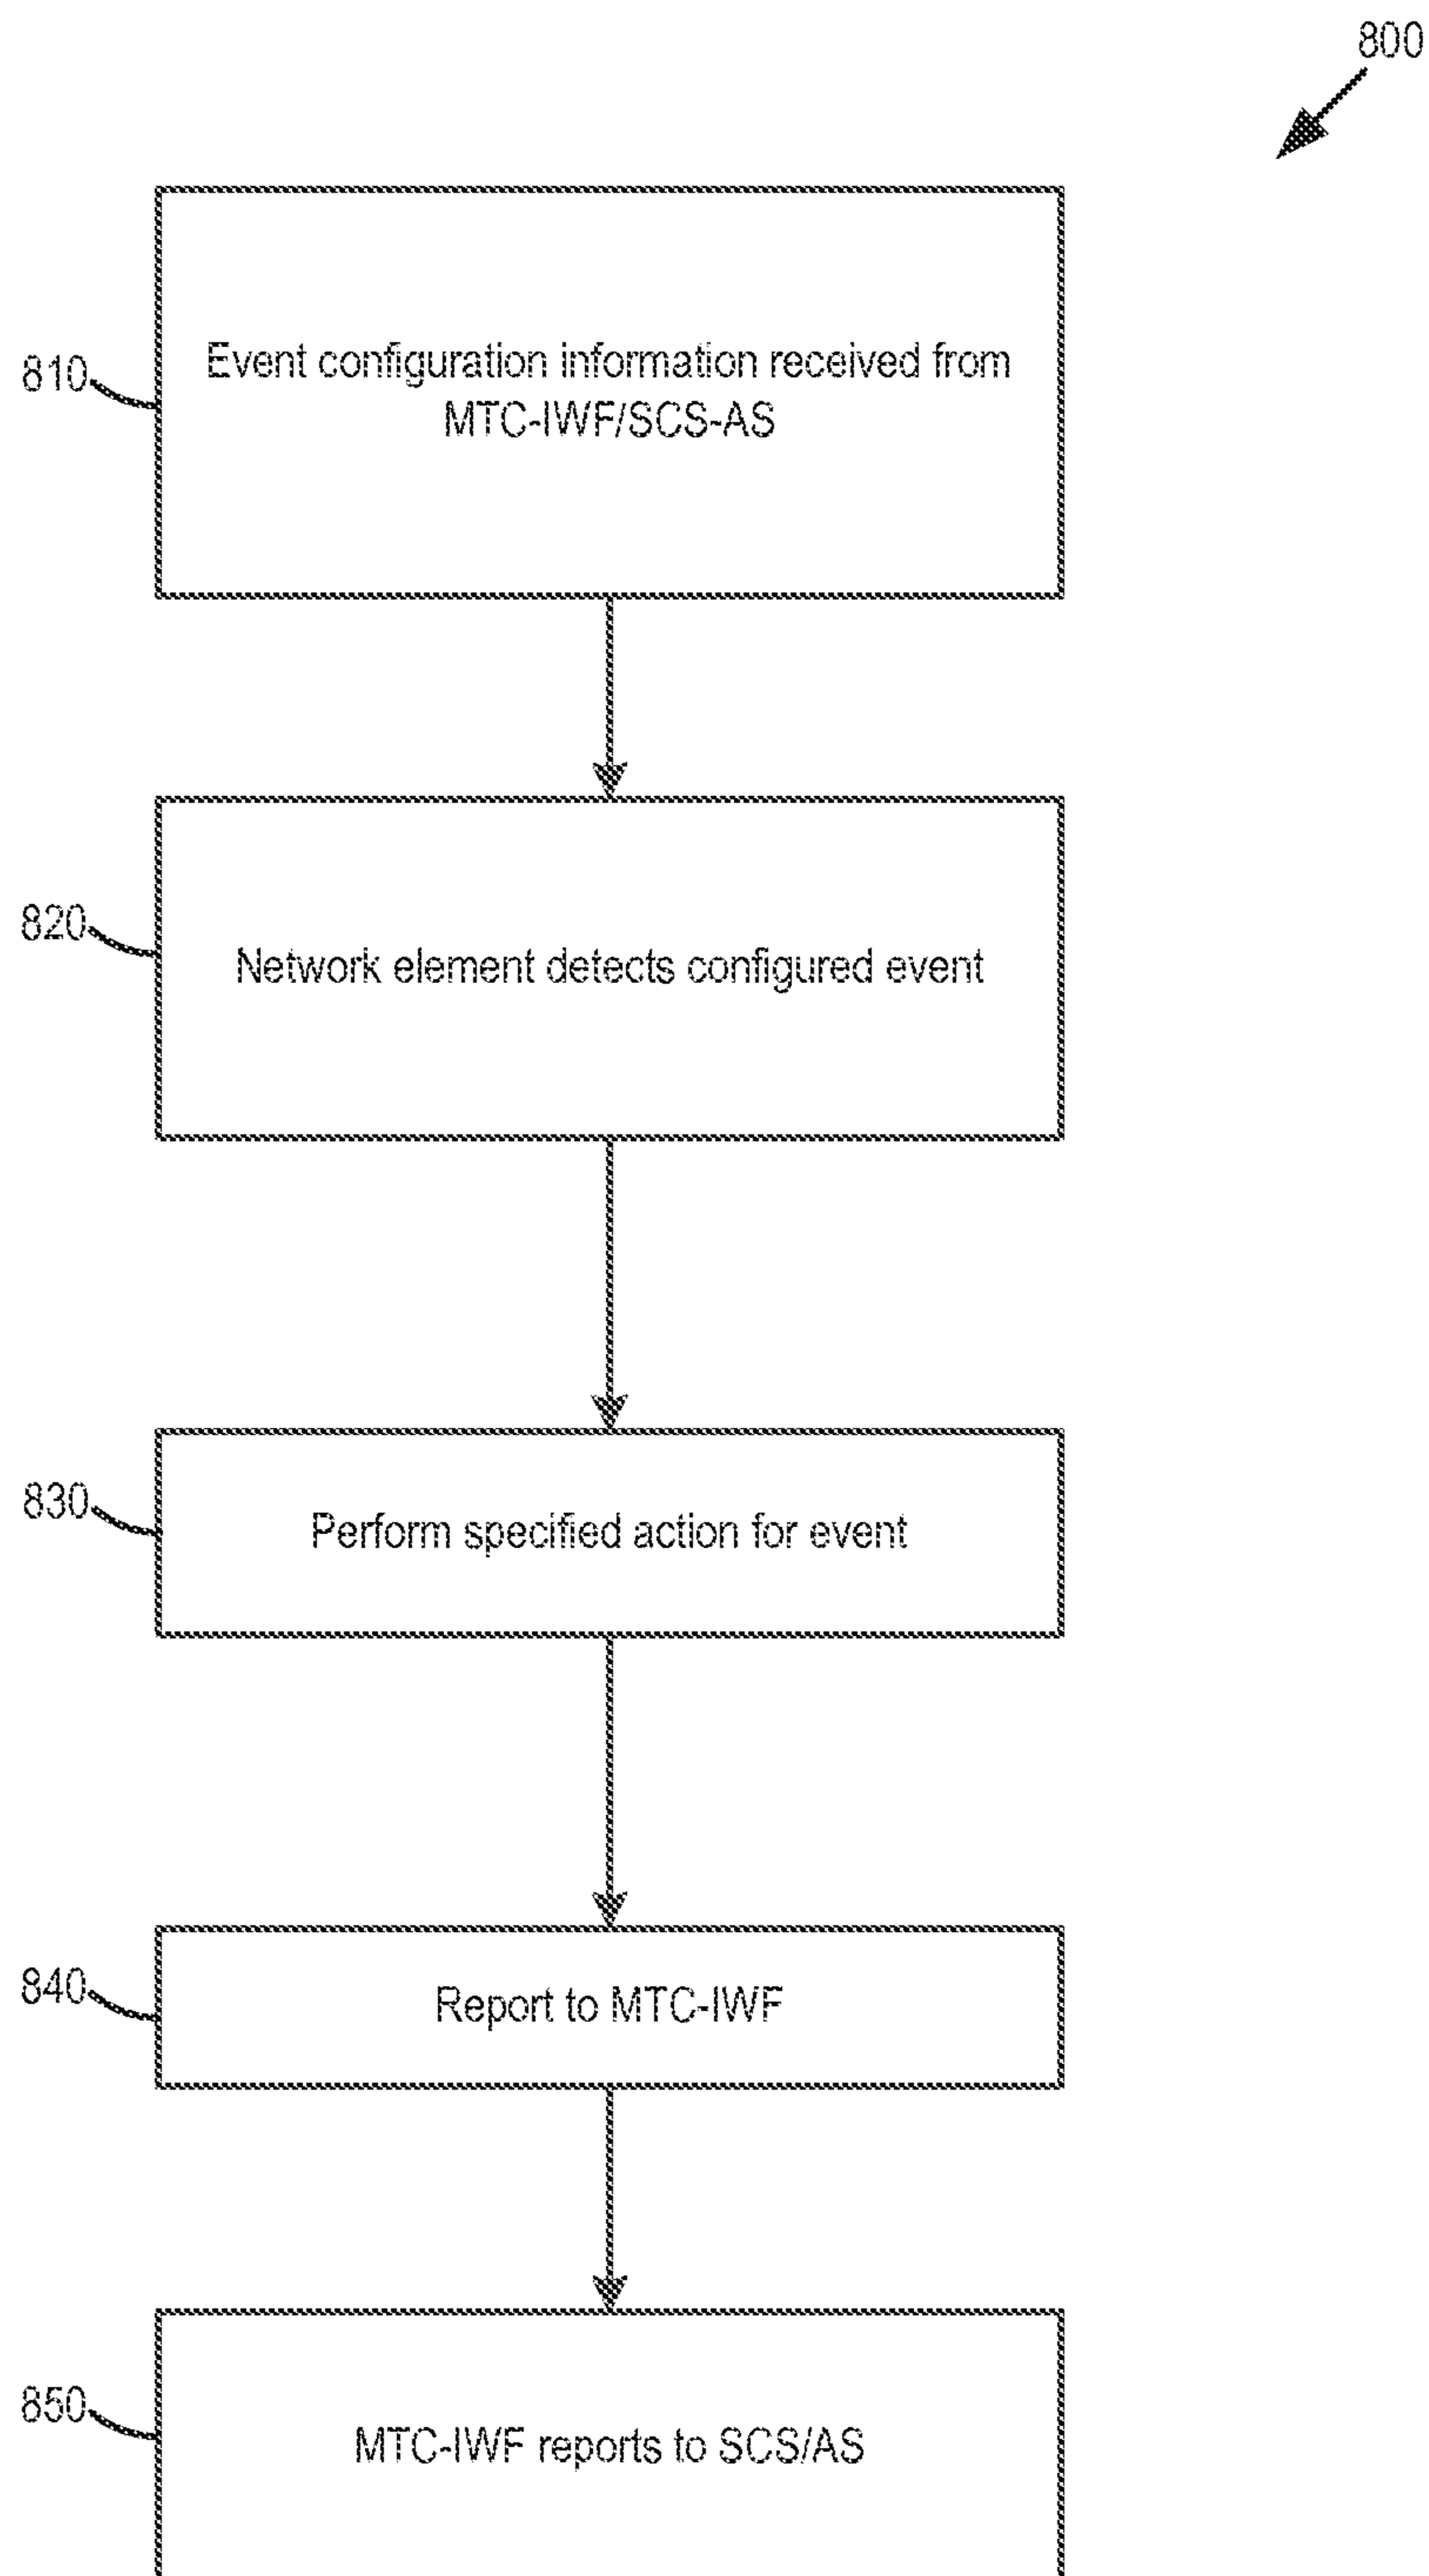 800
810
Event configuration information received from
MTC-IWF/SCS-AS
820
Network element detects configured event
830
Perform specified action for event
840
Report to MTC-IWF
850
MTC-IWF reports to SCS/AS